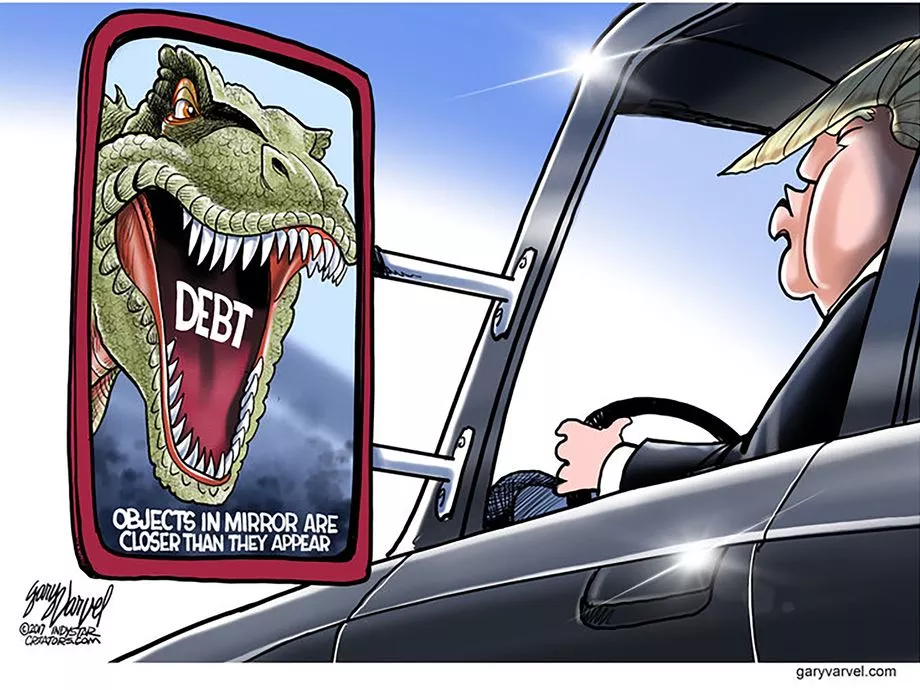 DEBT
OBJECTS IN MIRROR ARE
CLOSER THAN THEY APPEAR
Gary Varvel
©2017 INDYSTAR
CREATORS.COM
garyvarvel.com